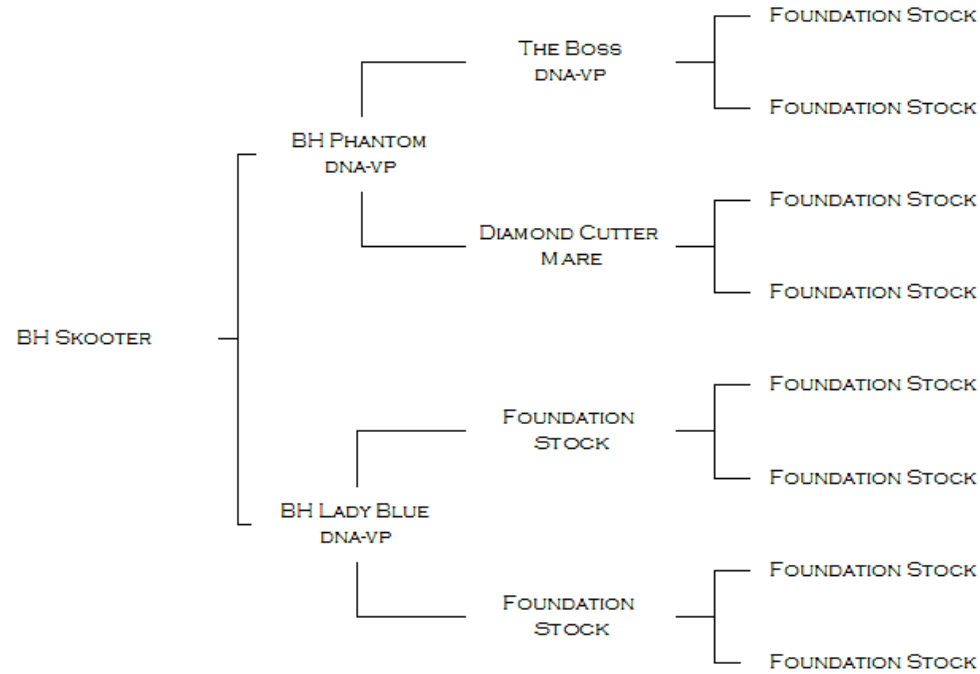 Foundation Stock
The Boss
DNA-VP
Foundation Stock
BH Phantom
DNA-VP
Foundation Stock
Diamond Cutter
Mare
Foundation Stock
BH Skooter
Foundation Stock
Foundation
Stock
Foundation Stock
BH Lady Blue
DNA-VP
Foundation Stock
Foundation
Stock
Foundation Stock